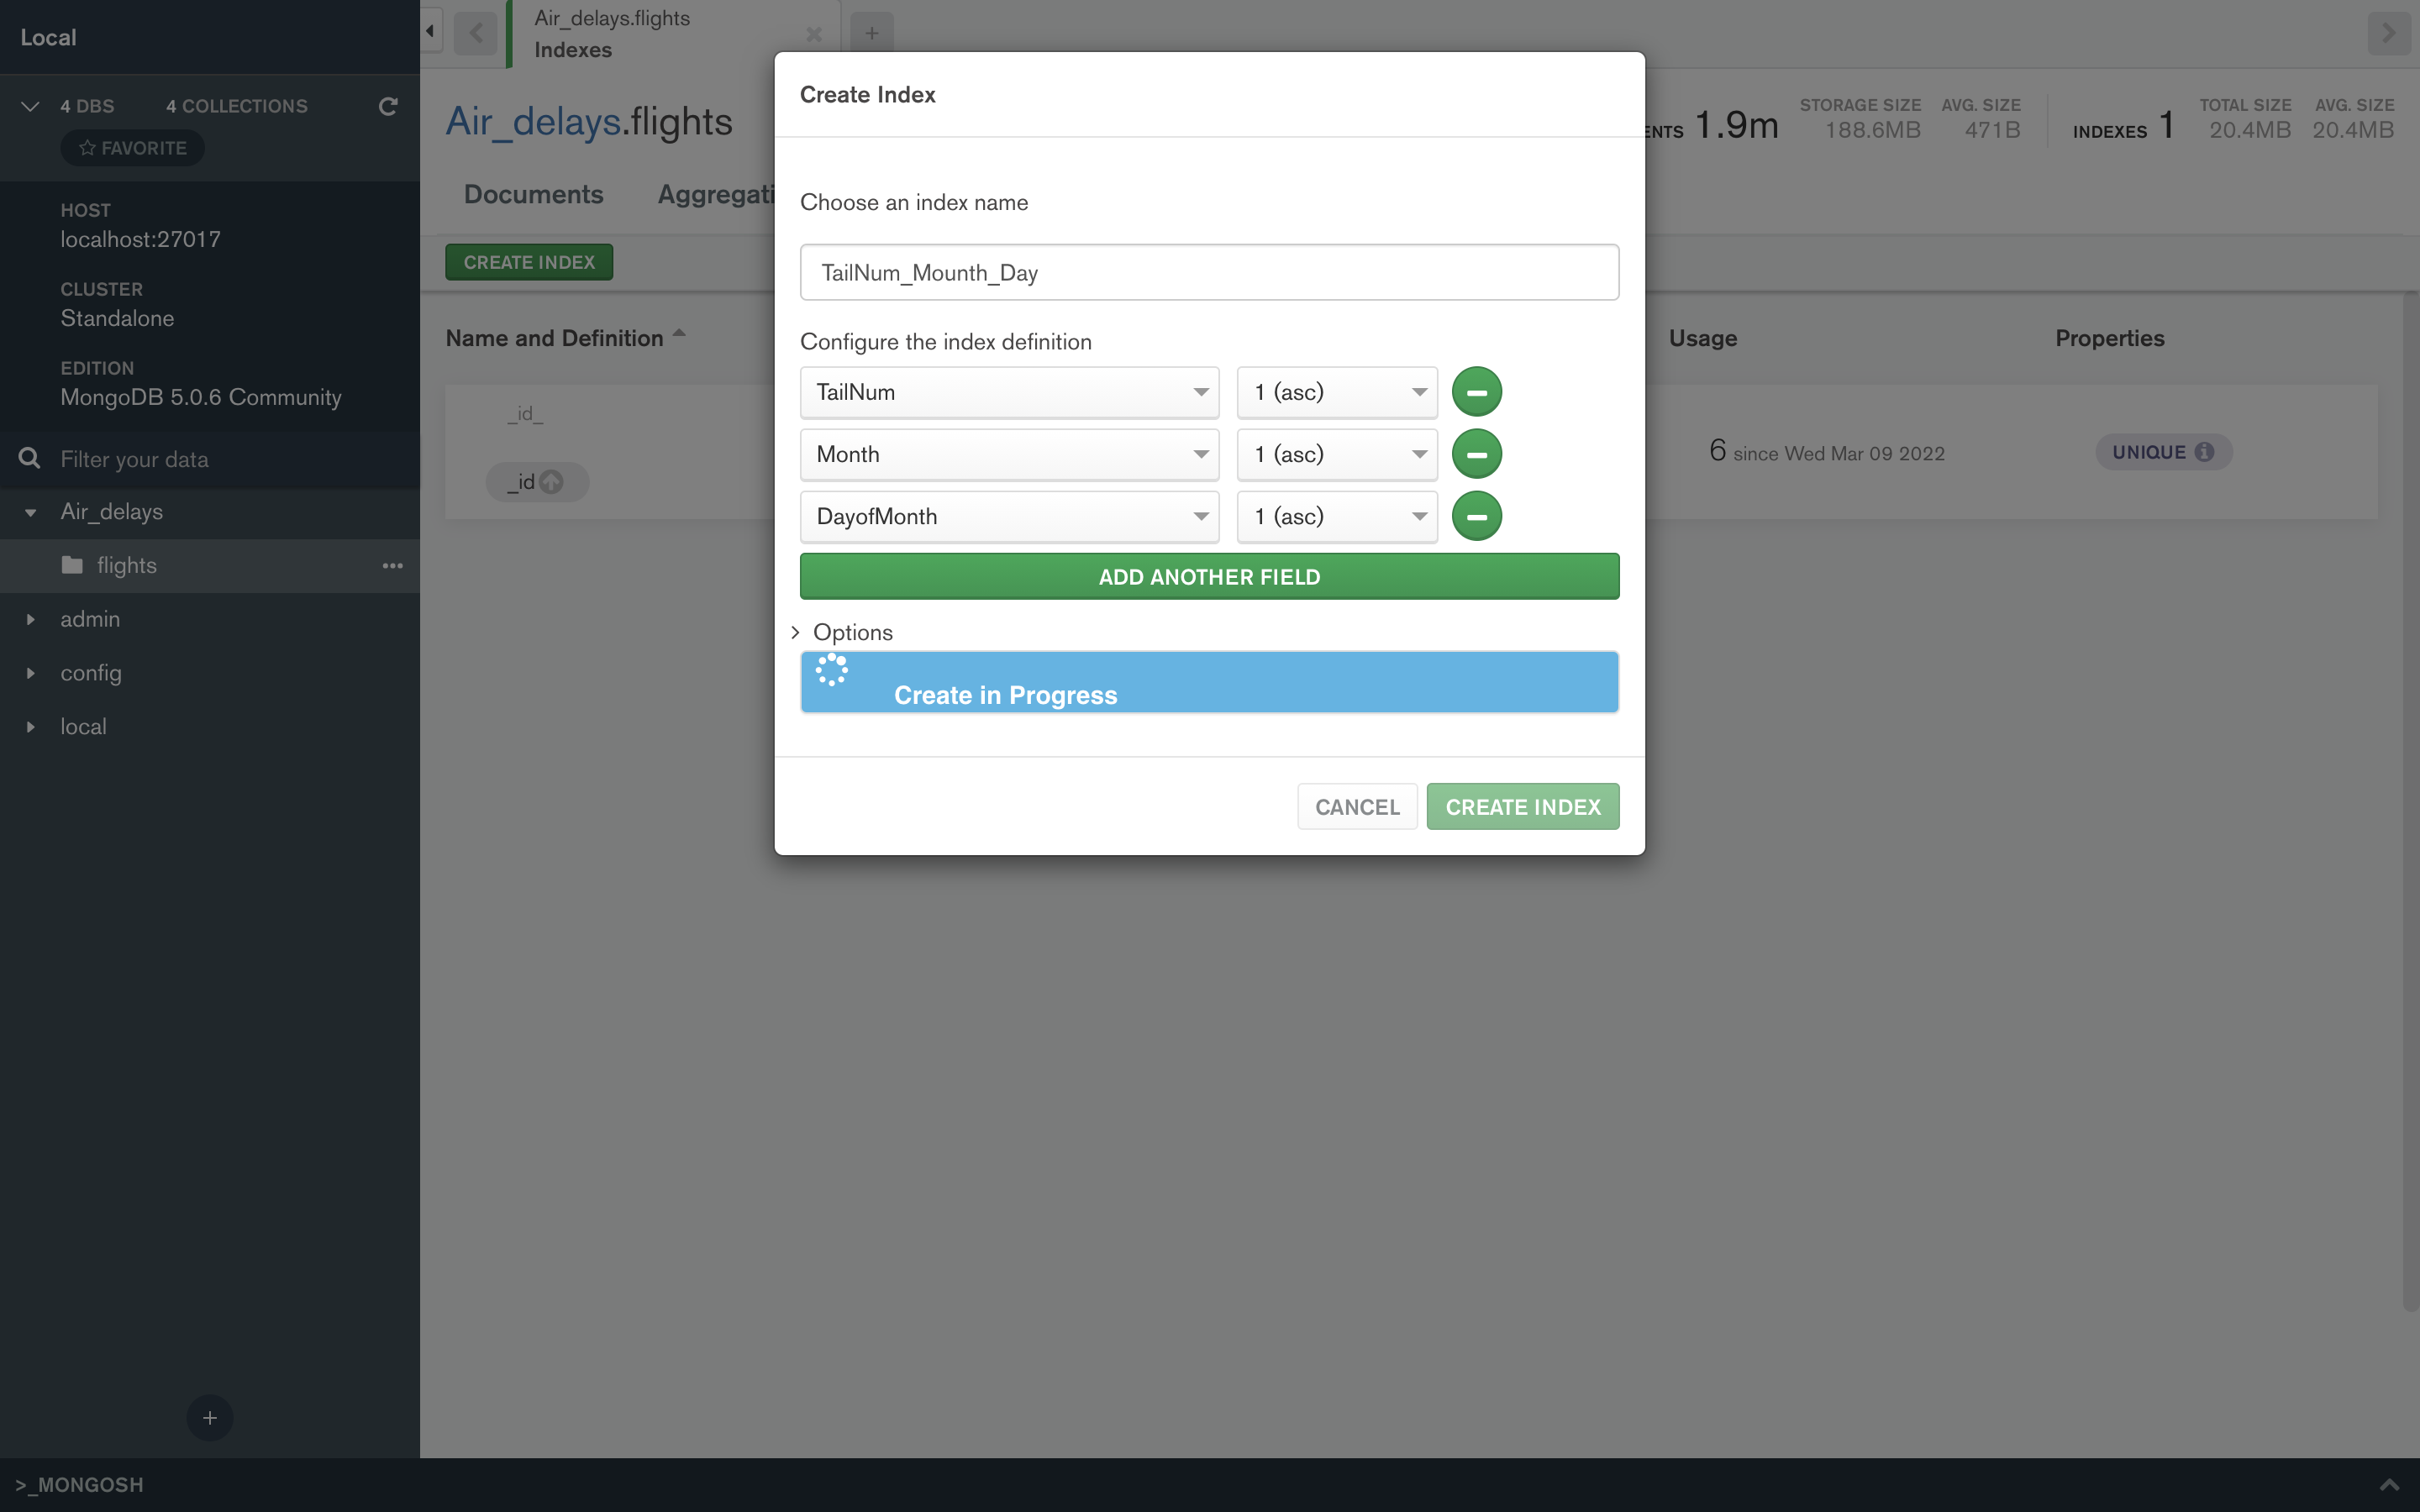 Local
4 DBS 4 COLLECTIONS
FAVORITE
HOST
localhost:27017
CLUSTER
Standalone
EDITION
MongoDB 5.0.6 Community
Filter your data
Air_delays
flights
admin
config
local
>_MONGOSH
Air_delays.flights
Indexes
Air_delays.flights
ENTS 1.9m
STORAGE SIZE
188.6MB
AVG. SIZE
471B
INDEXES 1
TOTAL SIZE
20.4MB
AVG. SIZE
20.4MB
Documents
Aggregati
CREATE INDEX
Name and Definition
Usage
Properties
_id_
_id
6 since Wed Mar 09 2022
UNIQUE
Create Index
Choose an index name
TailNum_Mounth_Day
Configure the index definition
TailNum 1 (asc)
Month 1 (asc)
DayofMonth 1 (asc)
ADD ANOTHER FIELD
Options
Create in Progress
CANCEL
CREATE INDEX